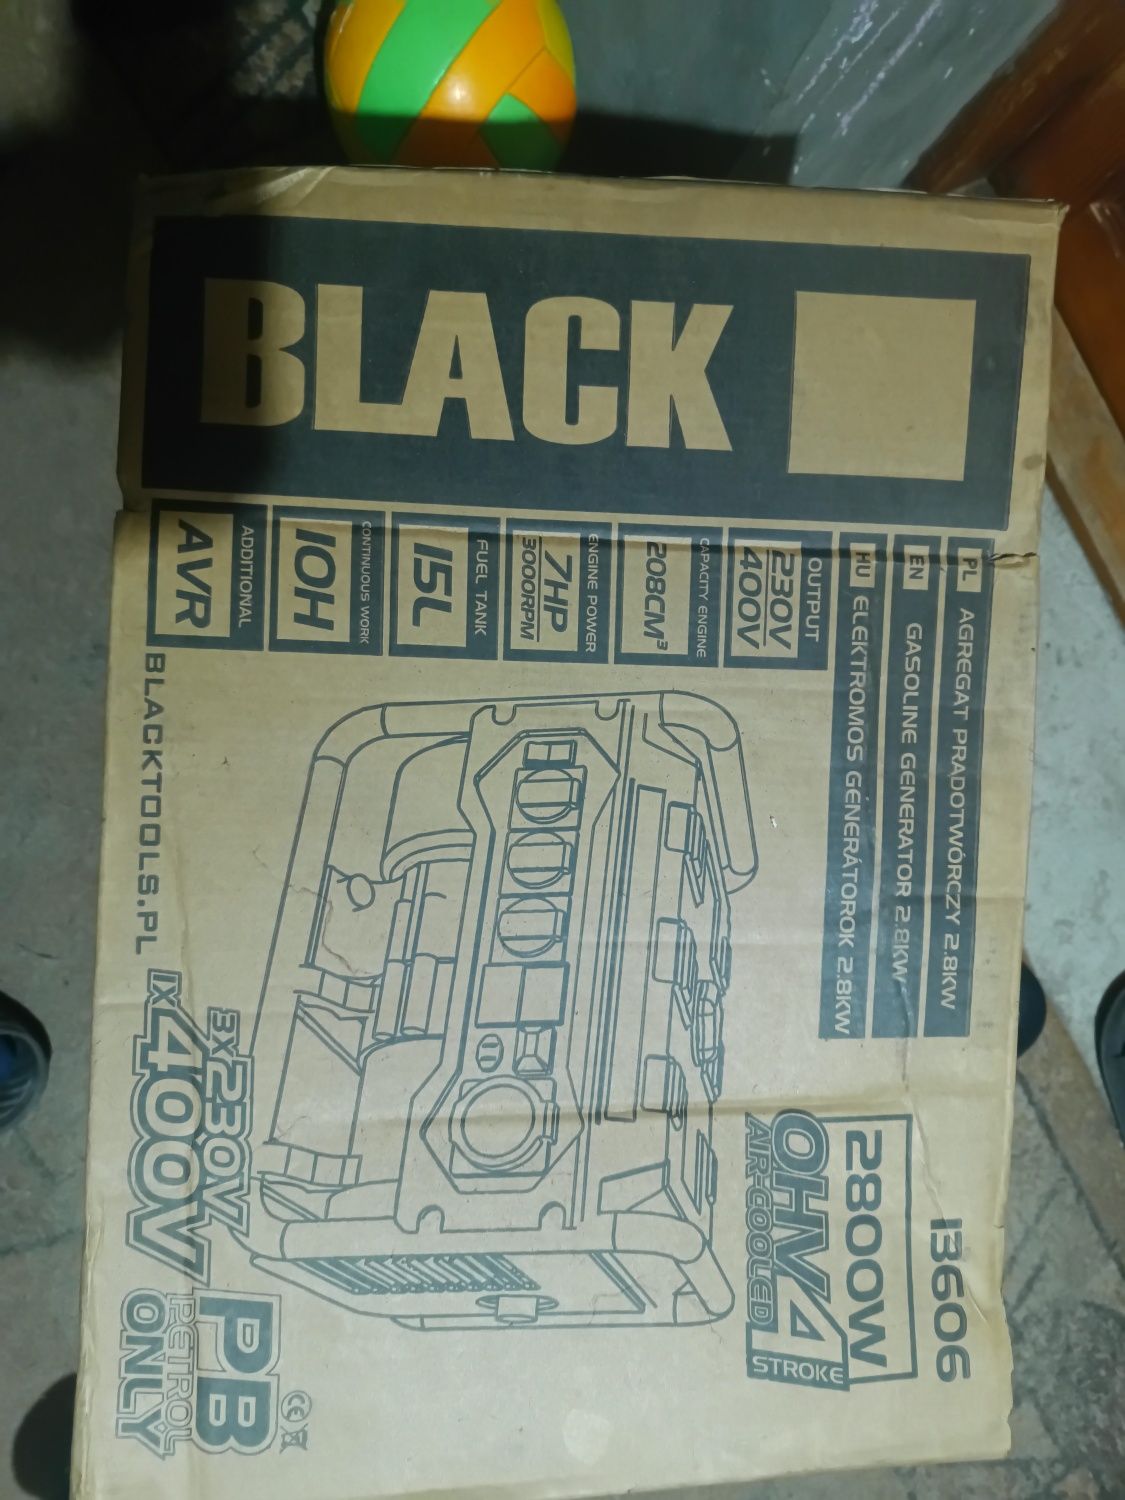 BLACK
PL AGREGAT PRĄDOTWÓRCZY 2.8KW
EN GASOLINE GENERATOR 2.8KW
HU ELEKTROMOS GÉNERÁTOROK 2.8KW
OUTPUT
230V
400V
CAPACITY ENGINE
208CM³
ENGINE POWER
7HP
3000RPM
FUEL TANK
15L
CONTINUOUS WORK
10H
ADDITIONAL
AVR
13606
2800W
OHV 4
AIR-COOLED
STROKE
BLACKTOOLS.PL
3X230V
1X400V
PB
PETROL
ONLY
CE